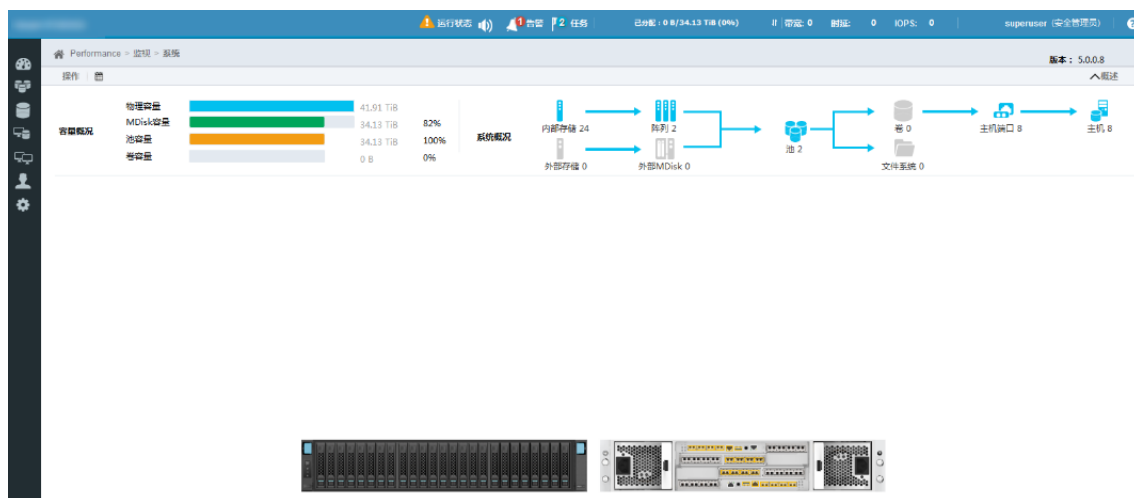 运行状态 1 告警 2 任务 已分配：0 B/34.13 TiB (0%) 带宽: 0 时延: 0 IOPS: 0 superuser (安全管理员)
Performance > 监视 > 系统
版本： 5.0.0.8
操作
概述
容量概况
物理容量 41.91 TiB
MDisk容量 34.13 TiB 82%
池容量 34.13 TiB 100%
卷容量 0 B 0%
系统概况
内部存储 24 阵列 2 池 2 卷 0 主机端口 8 主机 8
外部存储 0 外部MDisk 0 文件系统 0